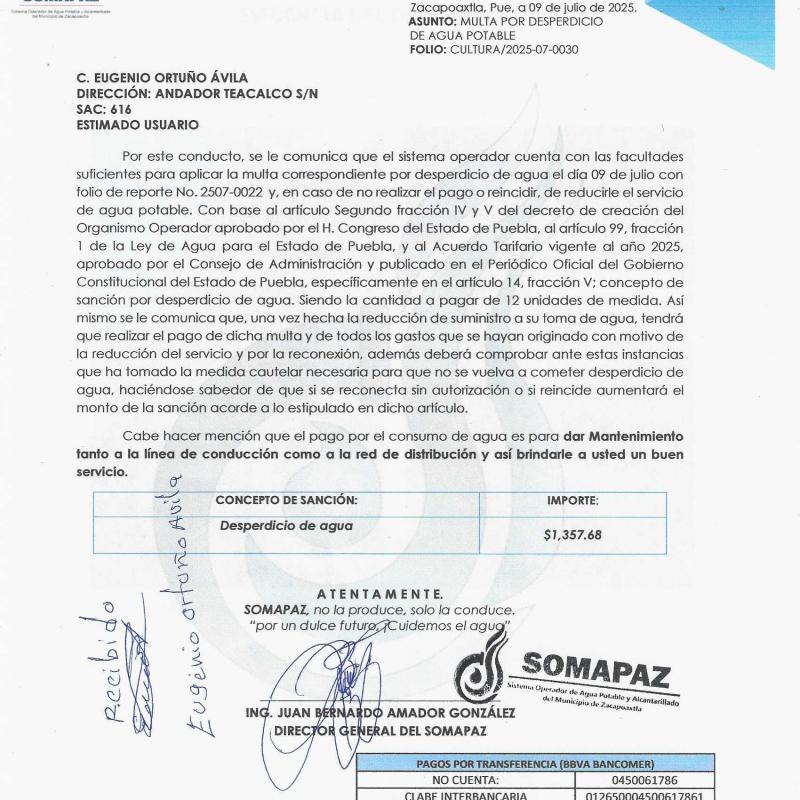 SOMAPAZ
Sistema Operador de Agua Potable y Alcantarillado
del Municipio de Zacapoaxtla
Zacapoaxtla, Pue, a 09 de julio de 2025.
ASUNTO: MULTA POR DESPERDICIO
DE AGUA POTABLE
FOLIO: CULTURA/2025-07-0030
C. EUGENIO ORTUÑO ÁVILA
DIRECCIÓN: ANDADOR TEACALCO S/N
SAC: 616
ESTIMADO USUARIO
Por este conducto, se le comunica que el sistema operador cuenta con las facultades
suficientes para aplicar la multa correspondiente por desperdicio de agua el día 09 de julio con
folio de reporte No. 2507-0022 y, en caso de no realizar el pago o reincidir, de reducirle el servicio
de agua potable. Con base al artículo Segundo fracción IV y V del decreto de creación del
Organismo Operador aprobado por el H. Congreso del Estado de Puebla, al artículo 99, fracción
1 de la Ley de Agua para el Estado de Puebla, y al Acuerdo Tarifario vigente al año 2025,
aprobado por el Consejo de Administración y publicado en el Periódico Oficial del Gobierno
Constitucional del Estado de Puebla, específicamente en el artículo 14, fracción V; concepto de
sanción por desperdicio de agua. Siendo la cantidad a pagar de 12 unidades de medida. Así
mismo se le comunica que, una vez hecha la reducción de suministro a su toma de agua, tendrá
que realizar el pago de dicha multa y de todos los gastos que se hayan originado con motivo de
la reducción del servicio y por la reconexión, además deberá comprobar ante estas instancias
que ha tomado la medida cautelar necesaria para que no se vuelva a cometer desperdicio de
agua, haciéndose sabedor de que si se reconecta sin autorización o si reincide aumentará el
monto de la sanción acorde a lo estipulado en dicho artículo.
Cabe hacer mención que el pago por el consumo de agua es para dar Mantenimiento
tanto a la línea de conducción como a la red de distribución y así brindarle a usted un buen
servicio.
CONCEPTO DE SANCIÓN: IMPORTE:
Desperdicio de agua $1,357.68
Recibido
Eugenio Ortuño Avila
ATENTAMENTE.
SOMAPAZ, no la produce, solo la conduce.
"por un dulce futuro, ¡Cuidemos el agua"
SOMAPAZ
Sistema Operador de Agua Potable y Alcantarillado
del Municipio de Zacapoaxtla
ING. JUAN BERNARDO AMADOR GONZÁLEZ
DIRECTOR GENERAL DEL SOMAPAZ
PAGOS POR TRANSFERENCIA (BBVA BANCOMER)
NO CUENTA: 0450061786
CLABE INTERBANCARIA 012650004500617861